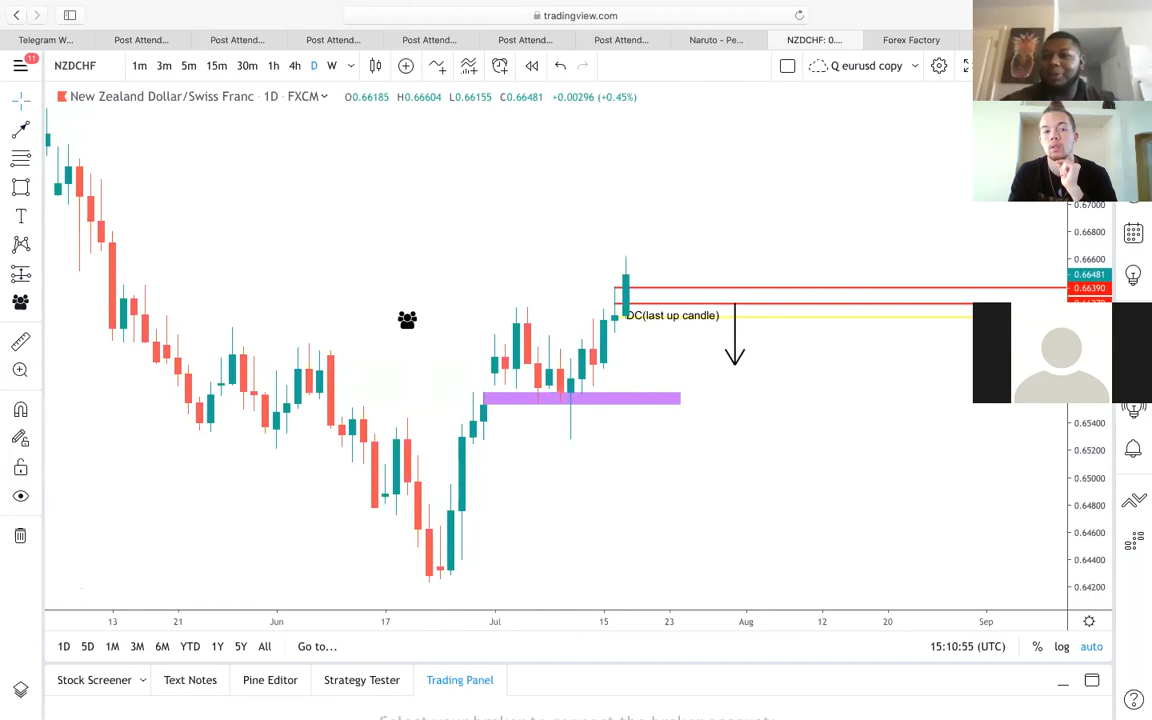 tradingview.com
Telegram W...
Post Attend...
Post Attend...
Post Attend...
Post Attend...
Post Attend...
Post Attend...
Naruto - Pe...
NZDCHF: 0....
Forex Factory
11
NZDCHF
1m 3m 5m 15m 30m 1h 4h D W
Q eurusd copy
New Zealand Dollar/Swiss Franc · 1D · FXCM
O0.66185 H0.66604 L0.66155 C0.66481 +0.00296 (+0.45%)
0.67000
0.66800
0.66600
0.66481
0.66390
DC(last up candle)
0.65400
0.65200
0.65000
0.64800
0.64600
0.64400
0.64200
13 21 Jun 17 Jul 15 23 Aug 12 20 Sep
1D 5D 1M 3M 6M YTD 1Y 5Y All Go to...
15:10:55 (UTC) % log auto
Stock Screener Text Notes Pine Editor Strategy Tester Trading Panel